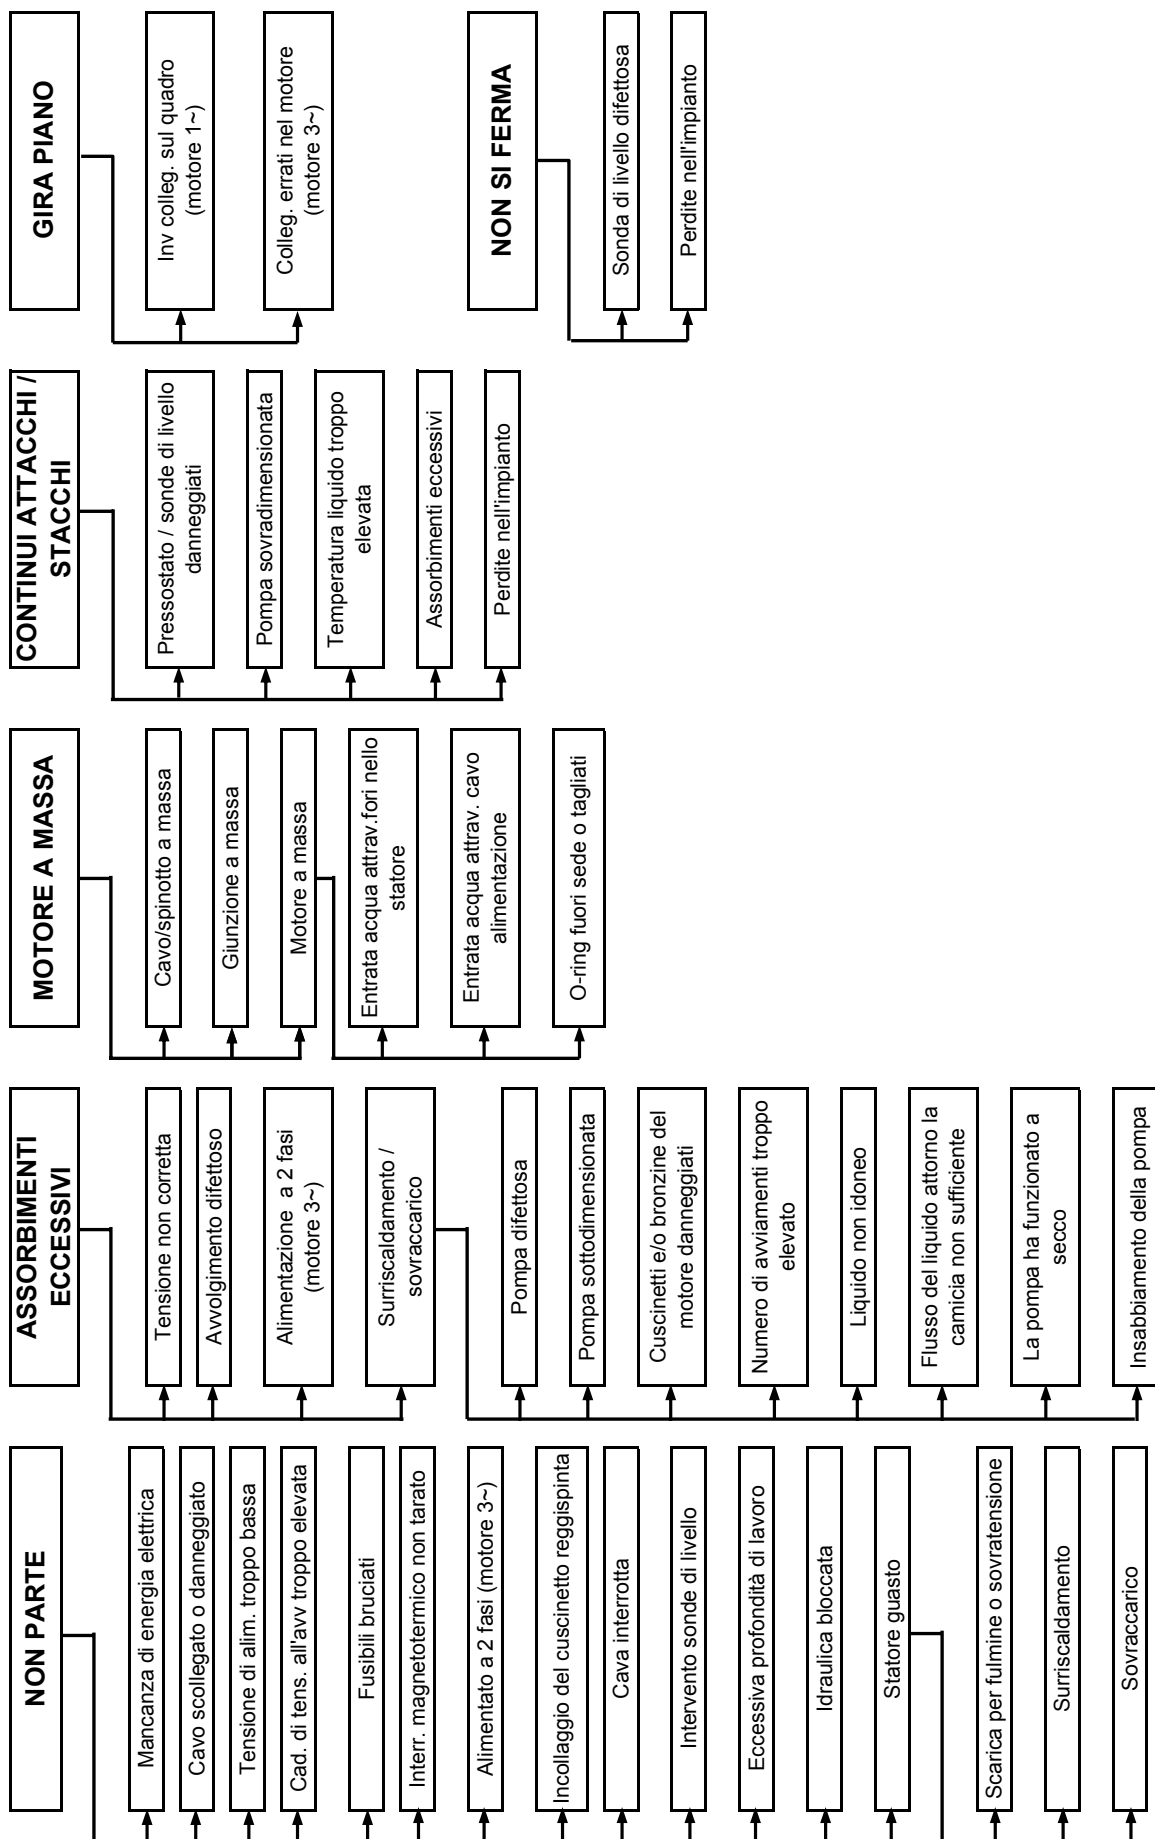 NON PARTE
Mancanza di energia elettrica
Cavo scollegato o danneggiato
Tensione di alim. troppo bassa
Cad. di tens. all'avv troppo elevata
Fusibili bruciati
Interr. magnetotermico non tarato
Alimentato a 2 fasi (motore 3~)
Incollaggio del cuscinetto reggispinta
Cava interrotta
Intervento sonde di livello
Eccessiva profondità di lavoro
Idraulica bloccata
Statore guasto
Scarica per fulmine o sovratensione
Surriscaldamento
Sovraccarico
ASSORBIMENTI
ECCESSIVI
Tensione non corretta
Avvolgimento difettoso
Alimentazione a 2 fasi
(motore 3~)
Surriscaldamento /
sovraccarico
Pompa difettosa
Pompa sottodimensionata
Cuscinetti e/o bronzine del
motore danneggiati
Numero di avviamenti troppo
elevato
Liquido non idoneo
Flusso del liquido attorno la
camicia non sufficiente
La pompa ha funzionato a
secco
Insabbiamento della pompa
MOTORE A MASSA
Cavo/spinotto a massa
Giunzione a massa
Motore a massa
Entrata acqua attrav.fori nello
statore
Entrata acqua attrav. cavo
alimentazione
O-ring fuori sede o tagliati
CONTINUI ATTACCHI /
STACCHI
Pressostato / sonde di livello
danneggiati
Pompa sovradimensionata
Temperatura liquido troppo
elevata
Assorbimenti eccessivi
Perdite nell'impianto
GIRA PIANO
Inv colleg. sul quadro
(motore 1~)
Colleg. errati nel motore
(motore 3~)
NON SI FERMA
Sonda di livello difettosa
Perdite nell'impianto